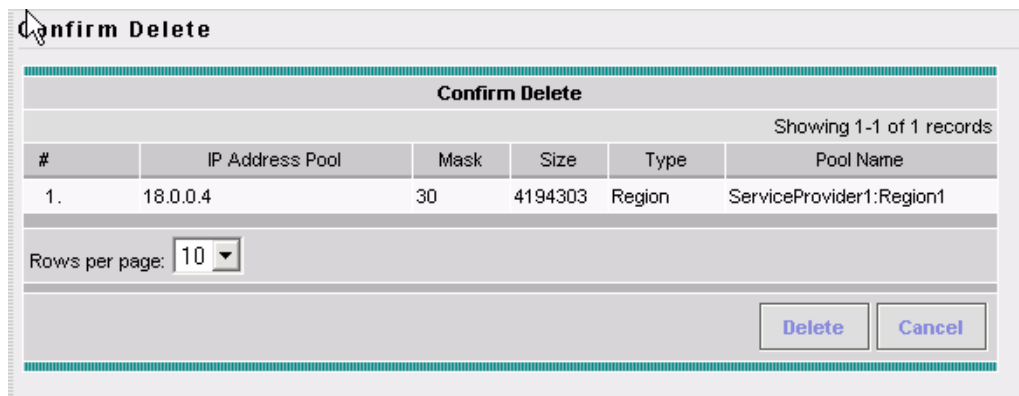 Confirm Delete
Confirm Delete
Showing 1-1 of 1 records
# IP Address Pool Mask Size Type Pool Name
1. 18.0.0.4 30 4194303 Region ServiceProvider1:Region1
Rows per page: 10
Delete Cancel